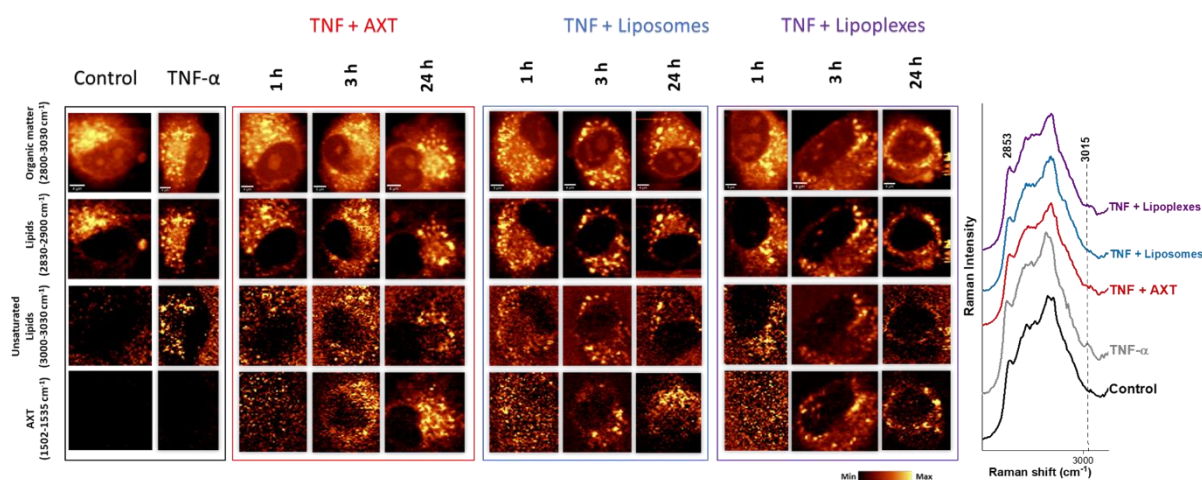 TNF + AXT
TNF + Liposomes
TNF + Lipoplexes
Control
TNF-α
1 h
3 h
24 h
1 h
3 h
24 h
1 h
3 h
24 h
Organic matter
(2800-3030 cm⁻¹)
Lipids
(2830-2900 cm⁻¹)
Unsaturated
Lipids
(3000-3030 cm⁻¹)
AXT
(1502-1535 cm⁻¹)
Min
Max
2853
3015
TNF + Lipoplexes
TNF + Liposomes
TNF + AXT
TNF-α
Control
Raman Intensity
3000
Raman shift (cm⁻¹)